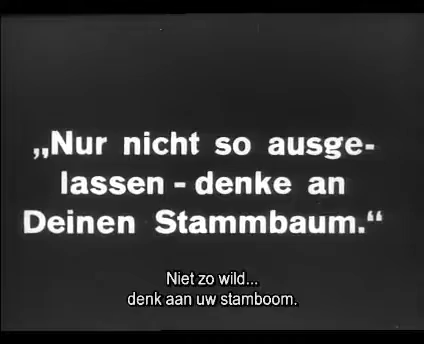 „Nur nicht so ausge-
lassen - denke an
Deinen Stammbaum.“
Niet zo wild...
denk aan uw stamboom.